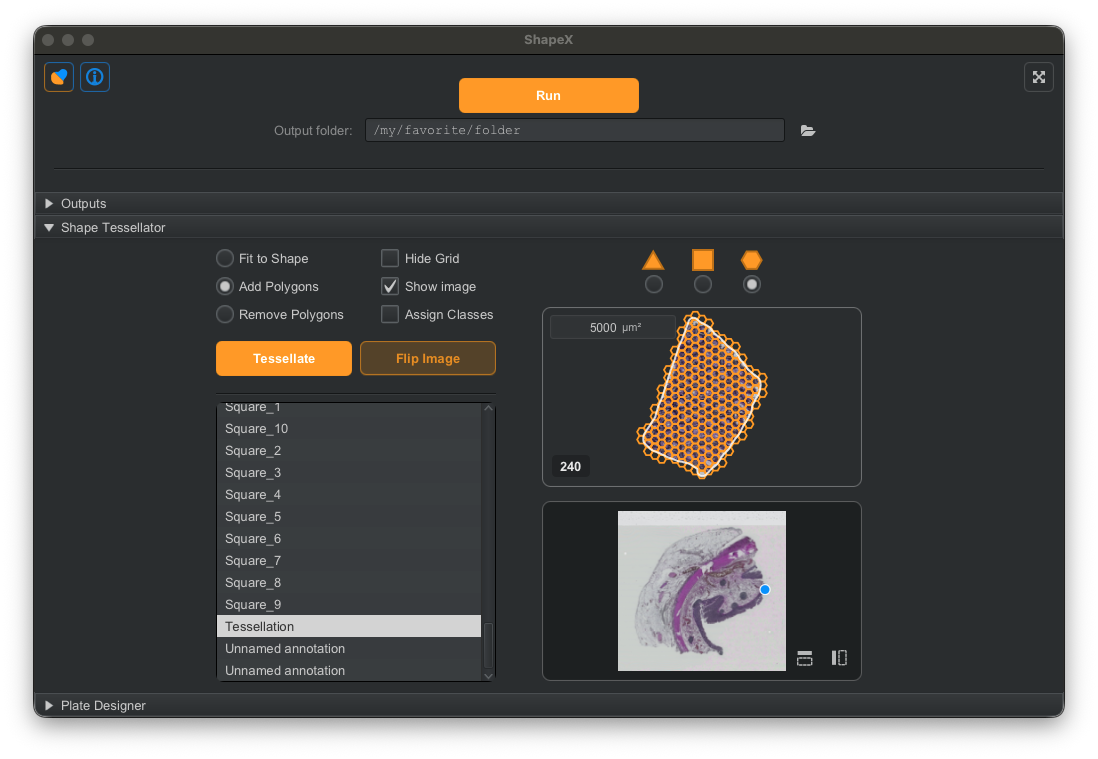 ShapeX
Run
Output folder: /my/favorite/folder
Outputs
Shape Tessellator
Fit to Shape
Hide Grid
Add Polygons
Show image
Remove Polygons
Assign Classes
Tessellate
Flip Image
Square_1
Square_10
Square_2
Square_3
Square_4
Square_5
Square_6
Square_7
Square_8
Square_9
Tessellation
Unnamed annotation
Unnamed annotation
5000 µm²
240
Plate Designer